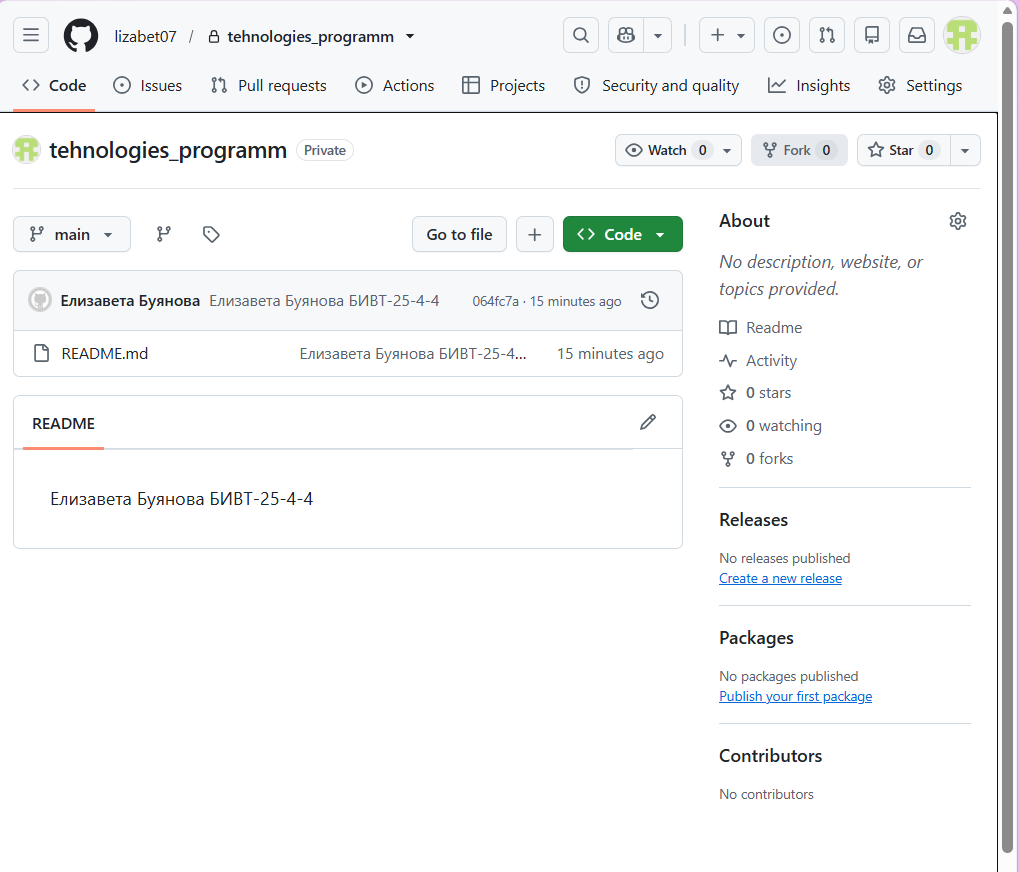 lizabet07 / tehnologies_programm
Code Issues Pull requests Actions Projects Security and quality Insights Settings
tehnologies_programm Private
Watch 0 Fork 0 Star 0
main Go to file + Code
Елизавета Буянова Елизавета Буянова БИВТ-25-4-4 064fc7a · 15 minutes ago
README.md Елизавета Буянова БИВТ-25-4... 15 minutes ago
README
Елизавета Буянова БИВТ-25-4-4
About
No description, website, or
topics provided.
Readme
Activity
0 stars
0 watching
0 forks
Releases
No releases published
Create a new release
Packages
No packages published
Publish your first package
Contributors
No contributors